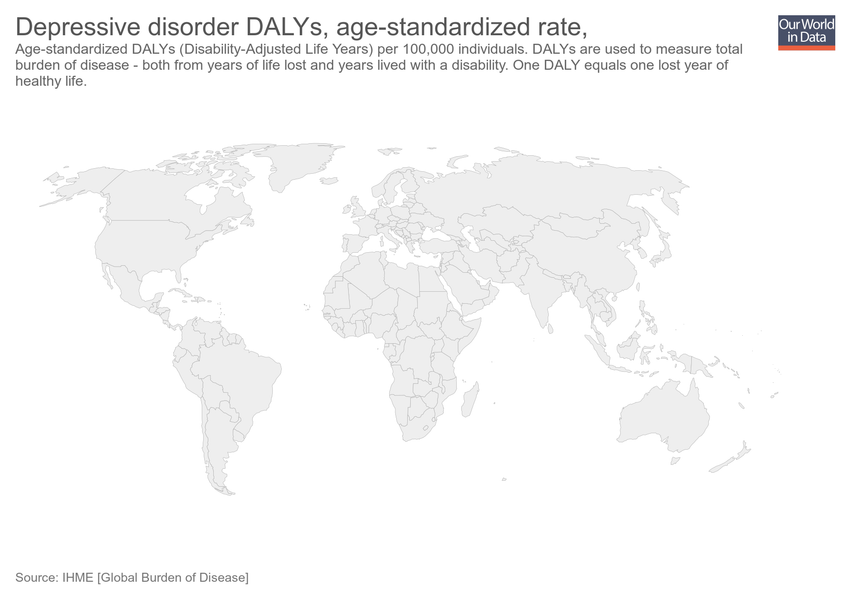 Depressive disorder DALYs, age-standardized rate,
Our World
in Data
Age-standardized DALYs (Disability-Adjusted Life Years) per 100,000 individuals. DALYs are used to measure total
burden of disease - both from years of life lost and years lived with a disability. One DALY equals one lost year of
healthy life.
Source: IHME [Global Burden of Disease]